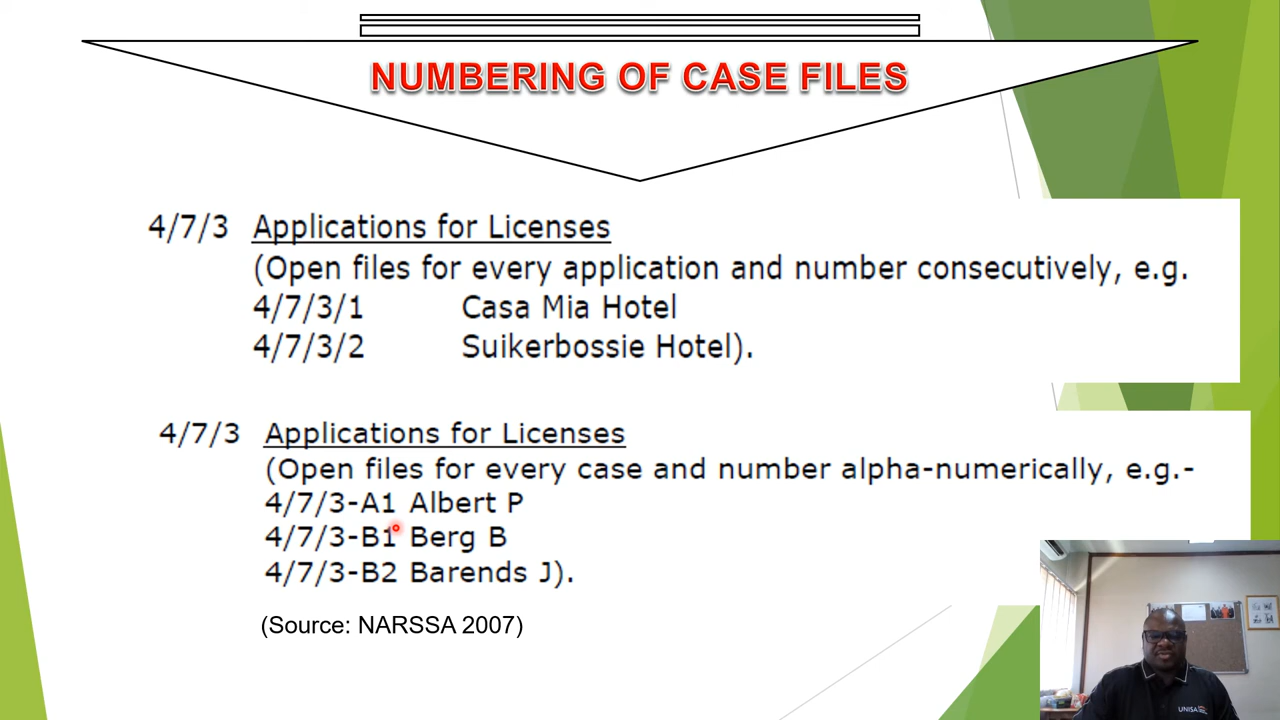 NUMBERING OF CASE FILES
4/7/3 Applications for Licenses
(Open files for every application and number consecutively, e.g.
4/7/3/1 Casa Mia Hotel
4/7/3/2 Suikerbossie Hotel).
4/7/3 Applications for Licenses
(Open files for every case and number alpha-numerically, e.g.-
4/7/3-A1 Albert P
4/7/3-B1 Berg B
4/7/3-B2 Barends J).
(Source: NARSSA 2007)
UNISA